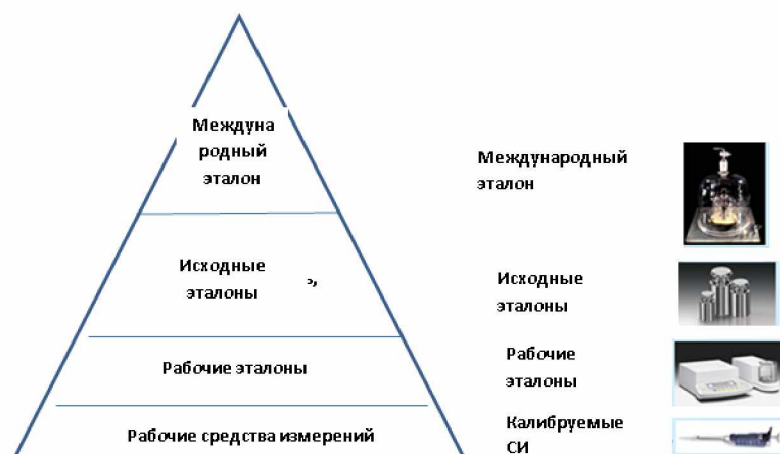 Междуна
родный
эталон
Международный
эталон
Исходные
эталоны
Исходные
эталоны
Рабочие эталоны
Рабочие
эталоны
Рабочие средства измерений
Калибруемые
СИ